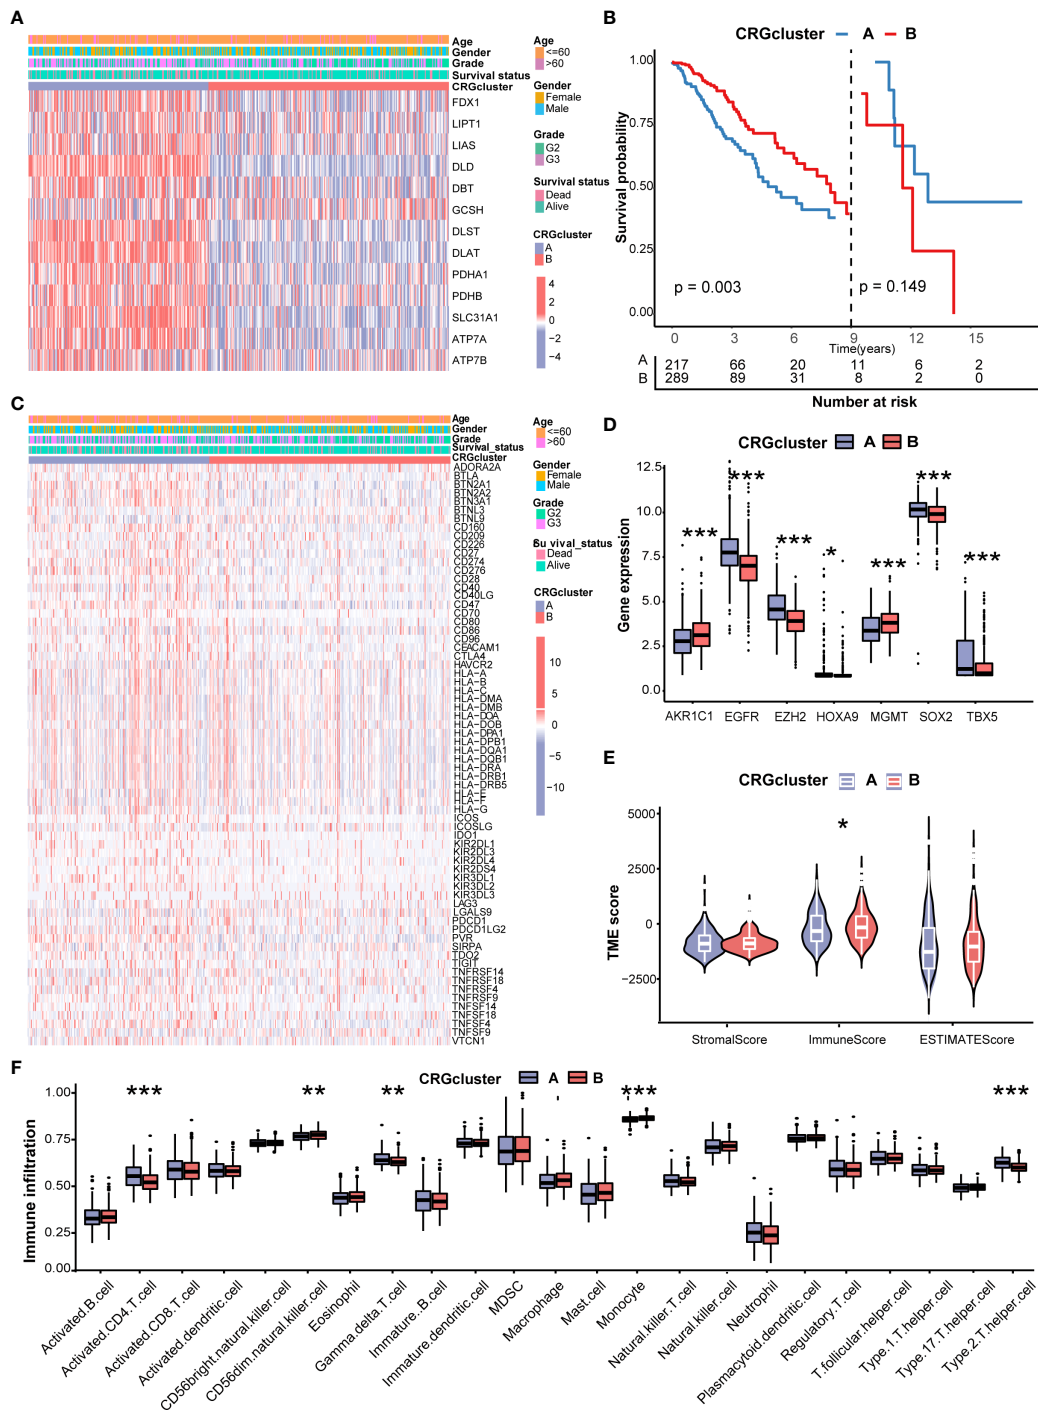 A
Age
Gender
Grade
Survival status
CRGcluster
FDX1
LIPT1
LIAS
DLD
DBT
GCSH
DLST
DLAT
PDHA1
PDHB
SLC31A1
ATP7A
ATP7B
Age
<=60
>60
Gender
Female
Male
Grade
G2
G3
Survival status
Dead
Alive
CRGcluster
A
B
4
2
0
−2
−4
B
CRGcluster A B
Survival probability
1.00
0.75
0.50
0.25
0.00
p = 0.003
p = 0.149
0 3 6 9 12 15
Time(years)
A 217 66 20 11 6 2
B 289 89 31 8 2 0
Number at risk
C
Age
Gender
Grade
Survival_status
CRGcluster
ADORA2A
BTLA
BTN2A1
BTN2A2
BTN3A1
BTNL3
BTNL9
CD160
CD209
CD226
CD27
CD274
CD276
CD28
CD40
CD40LG
CD47
CD70
CD80
CD86
CD96
CEACAM1
CTLA4
HAVCR2
HLA−A
HLA−B
HLA−C
HLA−DMA
HLA−DMB
HLA−DOA
HLA−DOB
HLA−DPA1
HLA−DPB1
HLA−DQA1
HLA−DQB1
HLA−DRA
HLA−DRB1
HLA−DRB5
HLA−E
HLA−F
HLA−G
ICOS
ICOSLG
IDO1
KIR2DL1
KIR2DL3
KIR2DL4
KIR2DS4
KIR3DL1
KIR3DL2
KIR3DL3
LAG3
LGALS9
PDCD1
PDCD1LG2
PVR
SIRPA
TDO2
TIGIT
TNFRSF14
TNFRSF18
TNFRSF4
TNFRSF9
TNFSF14
TNFSF18
TNFSF4
TNFSF9
VTCN1
Age
<=60
>60
Gender
Female
Male
Grade
G2
G3
Su vival_status
Dead
Alive
CRGcluster
A
B
10
5
0
−5
−10
D
CRGcluster A B
Gene expression
12.5
10.0
7.5
5.0
2.5
0.0
*** *** *** * *** *** ***
AKR1C1 EGFR EZH2 HOXA9 MGMT SOX2 TBX5
E
CRGcluster A B
TME score
5000
2500
0
−2500
*
StromalScore ImmuneScore ESTIMATEScore
F
CRGcluster A B
Immune infiltration
1.00
0.75
0.50
0.25
0.00
*** ** ** *** ***
Activated.B.cell
Activated.CD4.T.cell
Activated.CD8.T.cell
Activated.dendritic.cell
CD56bright.natural.killer.cell
CD56dim.natural.killer.cell
Eosinophil
Gamma.delta.T.cell
Immature.B.cell
Immature.dendritic.cell
MDSC
Macrophage
Mast.cell
Monocyte
Natural.killer.T.cell
Natural.killer.cell
Neutrophil
Plasmacytoid.dendritic.cell
Regulatory.T.cell
T.follicular.helper.cell
Type.1.T.helper.cell
Type.17.T.helper.cell
Type.2.T.helper.cell